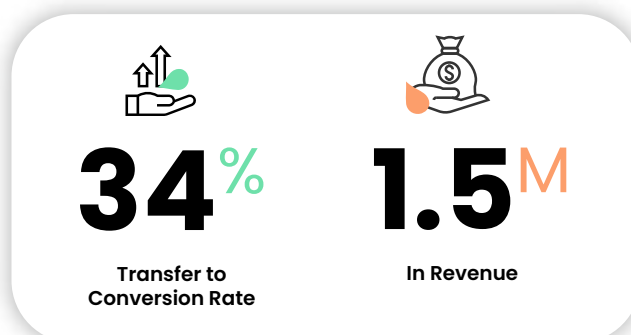 $ $
34% 1.5M
Transfer to
Conversion Rate
In Revenue